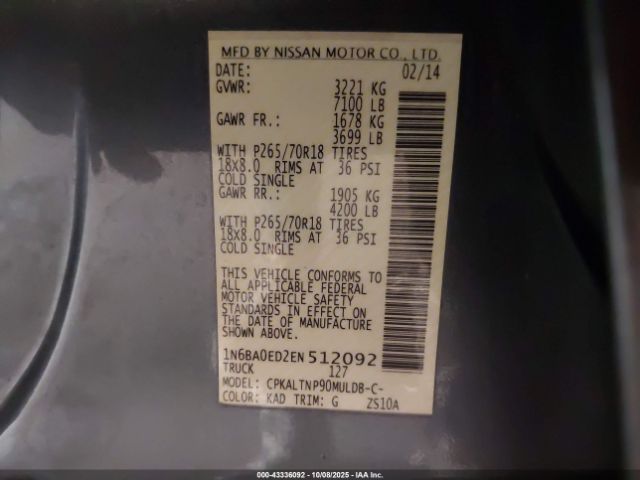 MFD BY NISSAN MOTOR CO., LTD.
DATE: 02/14
GVWR: 3221 KG
7100 LB
GAWR FR.: 1678 KG
3699 LB
WITH P265/70R18 TIRES
18X8.0 RIMS AT 36 PSI
COLD SINGLE
GAWR RR.: 1905 KG
4200 LB
WITH P265/70R18 TIRES
18X8.0 RIMS AT 36 PSI
COLD SINGLE
THIS VEHICLE CONFORMS TO
ALL APPLICABLE FEDERAL
MOTOR VEHICLE SAFETY
STANDARDS IN EFFECT ON
THE DATE OF MANUFACTURE
SHOWN ABOVE.
1N6BA0ED2EN512092
TRUCK 127
MODEL: CPKALTNP90MULDB-C-
COLOR: KAD TRIM: G ZS10A
000-43336092 - 10/08/2025 - IAA Inc.